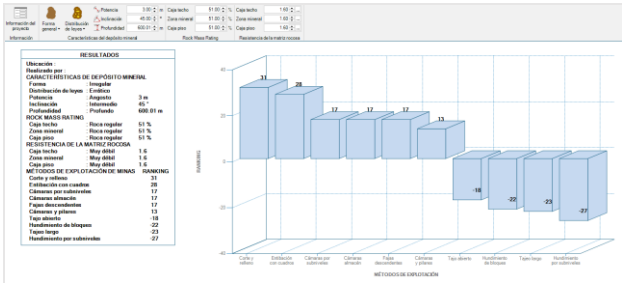 Información del proyecto
Forma general
Distribución de leyes
Potencia 3.00 m
Inclinación 45.00 °
Profundidad 600.01 m
Caja techo 51.00 %
Zona mineral 51.00 %
Caja piso 51.00 %
Caja techo 1.60
Zona mineral 1.60
Caja piso 1.60
Información
Características del depósito mineral
Rock Mass Rating
Resistencia de la matriz rocosa
RESULTADOS
Ubicación :
Realizado por :
CARACTERÍSTICAS DE DEPÓSITO MINERAL
Forma : Irregular
Distribución de leyes : Errático
Potencia : Angosto 3 m
Inclinación : Intermedio 45 °
Profundidad : Profundo 600.01 m
ROCK MASS RATING
Caja techo : Roca regular 51 %
Zona mineral : Roca regular 51 %
Caja piso : Roca regular 51 %
RESISTENCIA DE LA MATRIZ ROCOSA
Caja techo : Muy débil 1.6
Zona mineral : Muy débil 1.6
Caja piso : Muy débil 1.6
MÉTODOS DE EXPLOTACIÓN DE MINAS RANKING
Corte y relleno 31
Entibación con cuadros 28
Cámaras por subniveles 17
Cámaras almacén 17
Fajas descendentes 17
Cámaras y pilares 13
Tajo abierto -18
Hundimiento de bloques -22
Tajeo largo -23
Hundimiento por subniveles -27
RANKING
40
20
0
-20
-40
31
28
17
17
17
13
-18
-22
-23
-27
Corte y relleno
Entibación con cuadros
Cámaras por subniveles
Cámaras almacén
Fajas descendentes
Cámaras y pilares
Tajo abierto
Hundimiento de bloques
Tajeo largo
Hundimiento por subniveles
MÉTODOS DE EXPLOTACIÓN